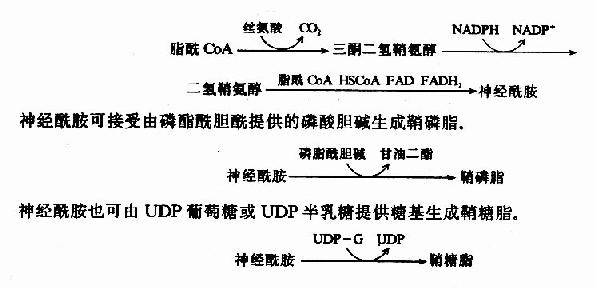 丝氨酸 CO₂ NADPH NADP⁺
脂酰 CoA 三酮二氢鞘氨醇
脂酰 CoA HSCoA FAD FADH₂
二氢鞘氨醇 神经酰胺
神经酰胺可接受由磷酯酰胆酰提供的磷酸胆碱生成鞘磷脂。
磷脂酰胆碱 甘油二酯
神经酰胺 鞘磷脂
神经酰胺也可由 UDP 葡萄糖或 UDP 半乳糖提供糖基生成鞘糖脂。
UDP-G UDP
神经酰胺 鞘糖脂